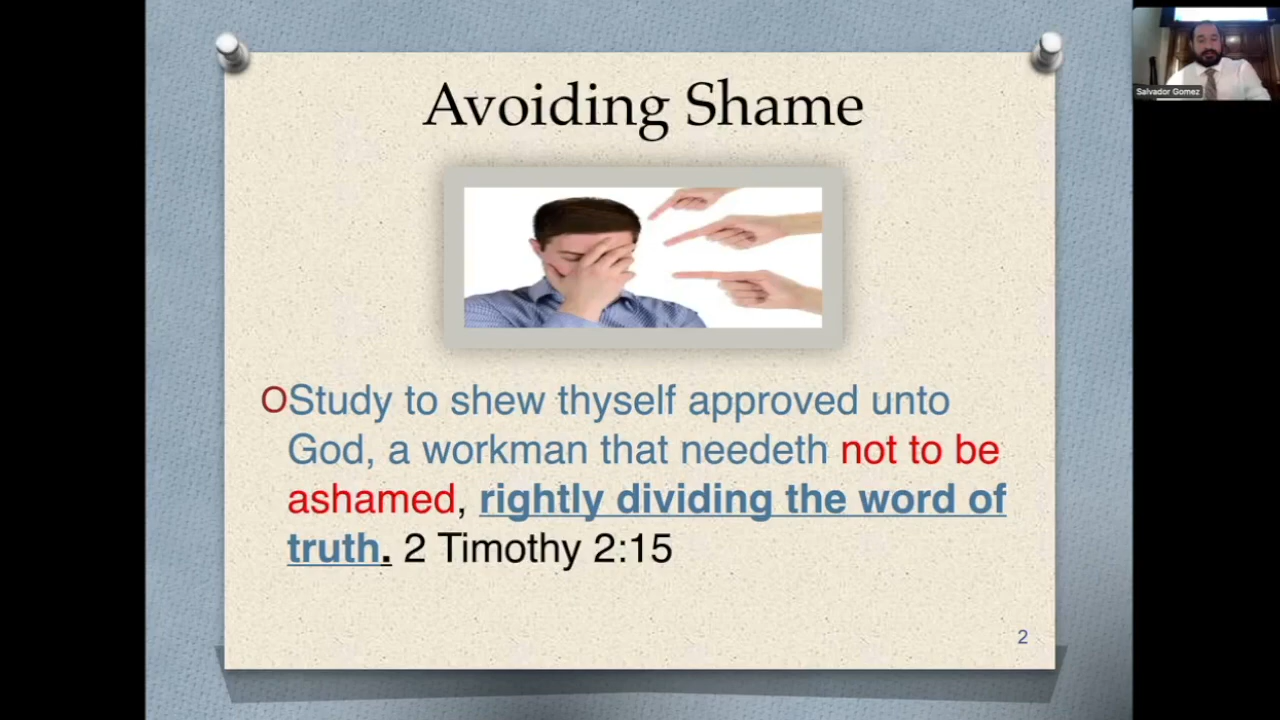 Avoiding Shame
Salvador Gomez
OStudy to shew thyself approved unto
God, a workman that needeth not to be
ashamed, rightly dividing the word of
truth. 2 Timothy 2:15
2